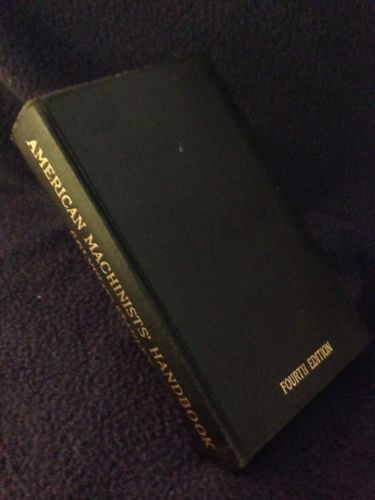 AMERICAN MACHINISTS' HANDBOOK
FOURTH EDITION